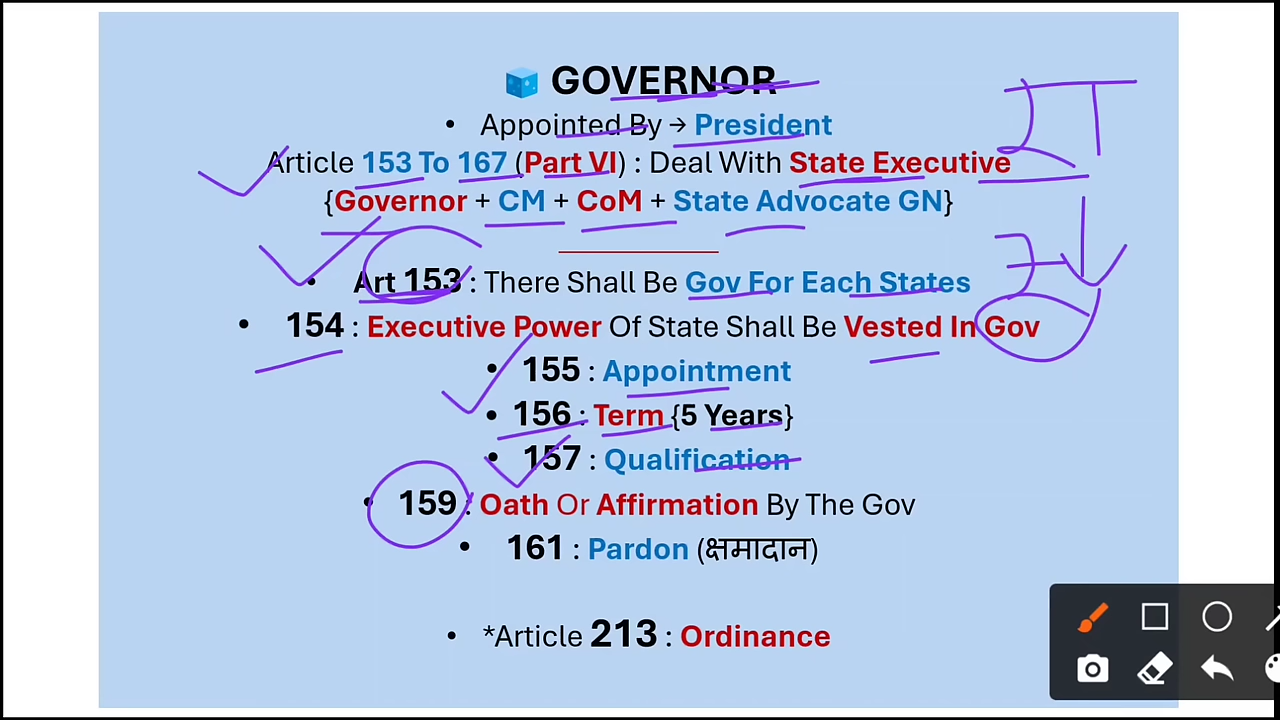 GOVERNOR
• Appointed By → President
Article 153 To 167 (Part VI) : Deal With State Executive
{Governor + CM + CoM + State Advocate GN}
• Art 153 : There Shall Be Gov For Each States
• 154 : Executive Power Of State Shall Be Vested In Gov
• 155 : Appointment
• 156 : Term {5 Years}
• 157 : Qualification
• 159 : Oath Or Affirmation By The Gov
• 161 : Pardon (क्षमादान)
• *Article 213 : Ordinance